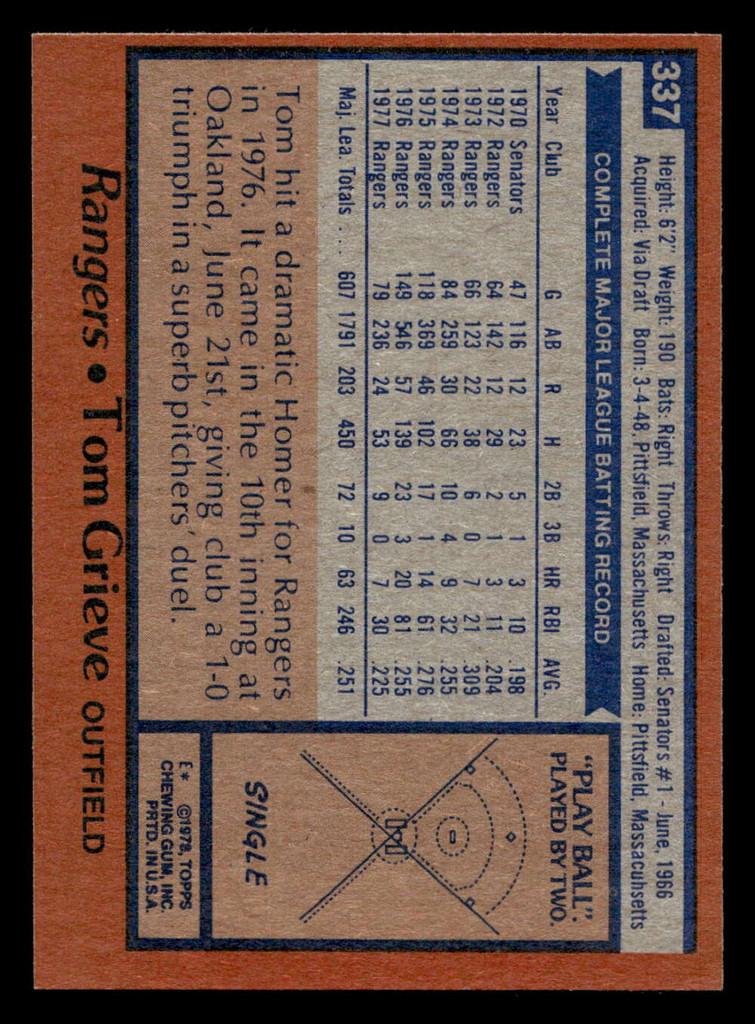 337
Height: 6'2" Weight: 190 Bats: Right Throws: Right Drafted: Senators #1 - June, 1966
Acquired: Via Draft Born: 3-4-48, Pittsfield, Massachusetts Home: Pittsfield, Massacuhsetts
COMPLETE MAJOR LEAGUE BATTING RECORD
Year Club G AB R H 2B 3B HR RBI AVG.
1970 Senators 47 116 12 23 5 1 3 10 .198
1972 Rangers 64 142 12 29 2 1 3 11 .204
1973 Rangers 66 123 22 38 6 0 7 21 .309
1974 Rangers 84 259 30 66 10 4 9 32 .255
1975 Rangers 118 369 46 102 17 1 14 61 .276
1976 Rangers 149 546 57 139 23 3 20 81 .255
1977 Rangers 79 236 24 53 9 0 7 30 .225
Maj. Lea. Totals .... 607 1791 203 450 72 10 63 246 .251
Tom hit a dramatic Homer for Rangers
in 1976. It came in the 10th inning at
Oakland, June 21st, giving club a 1-0
triumph in a superb pitchers' duel.
"PLAY BALL":
PLAYED BY TWO.
SINGLE
E* ©1978, TOPPS
CHEWING GUM, INC.
PRTD. IN U.S.A.
Rangers • Tom Grieve OUTFIELD